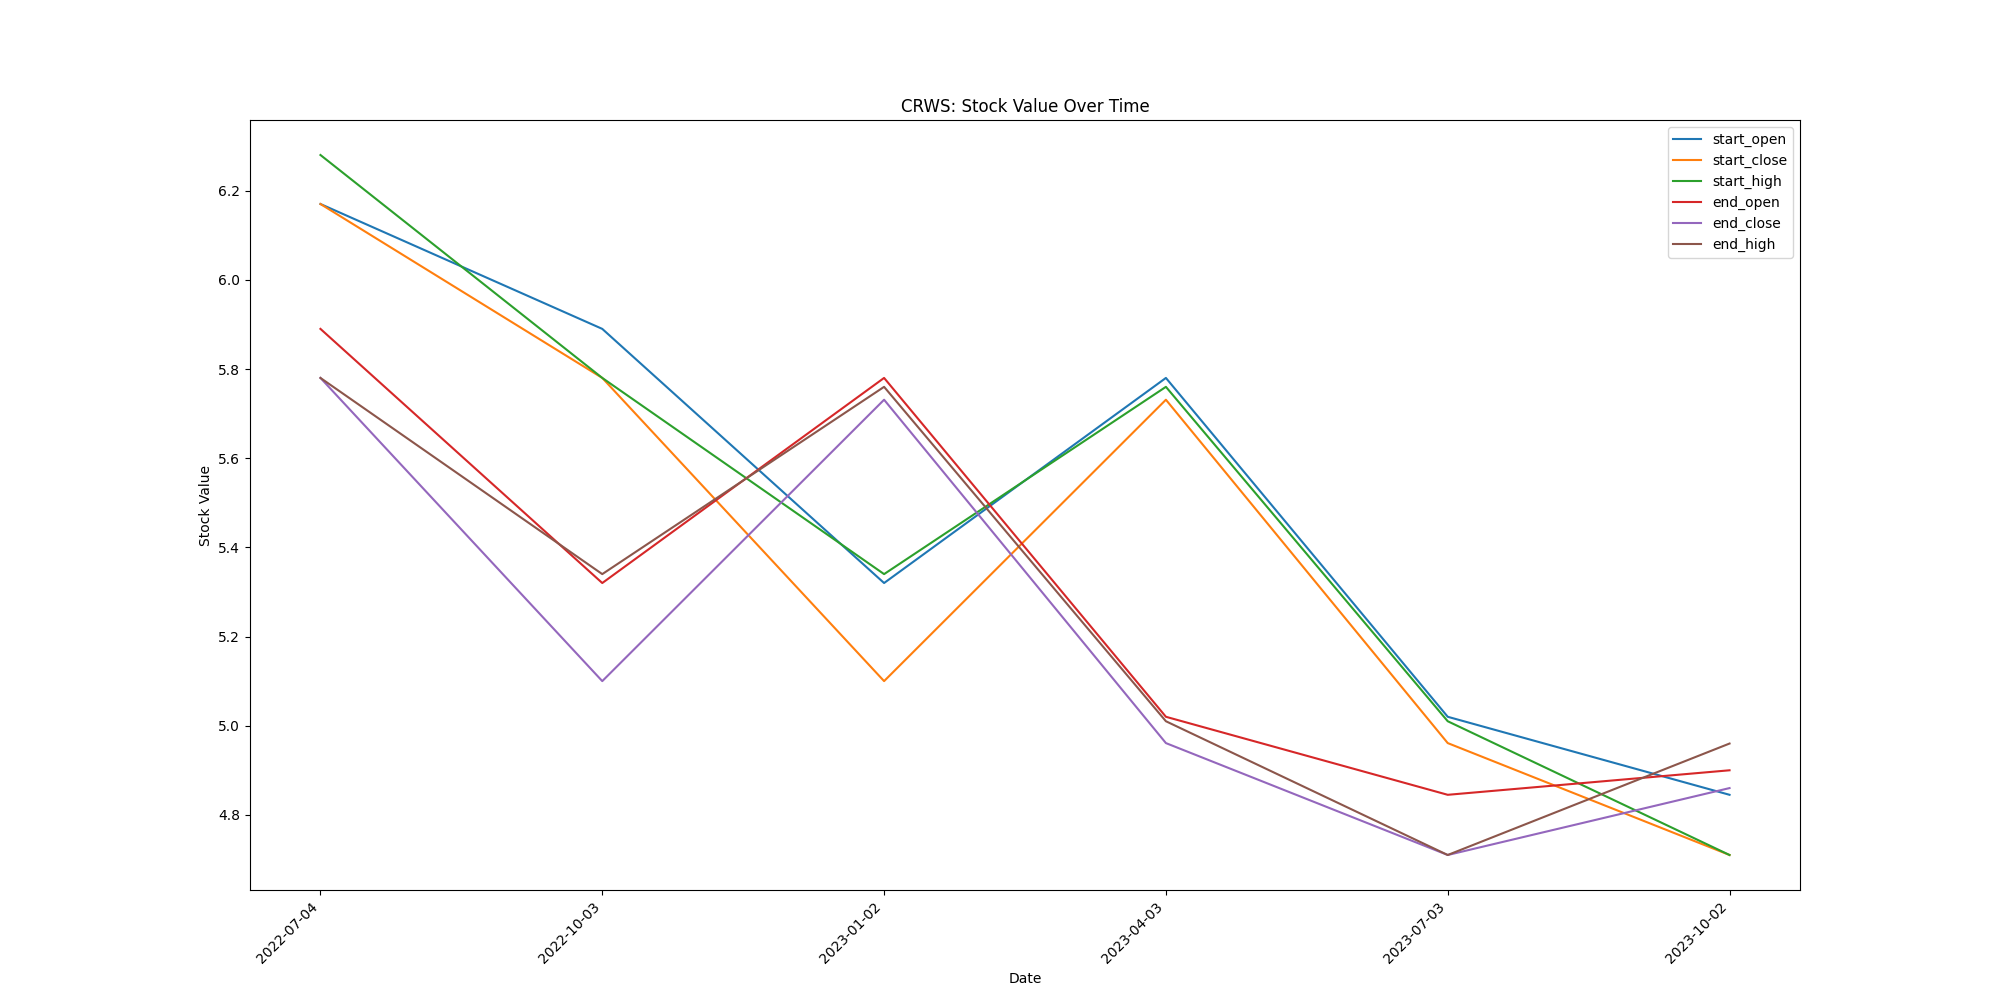 CRWS: Stock Value Over Time
start_open
start_close
start_high
end_open
end_close
end_high
Stock Value
6.2
6.0
5.8
5.6
5.4
5.2
5.0
4.8
2022-07-04
2022-10-03
2023-01-02
2023-04-03
2023-07-03
2023-10-02
Date